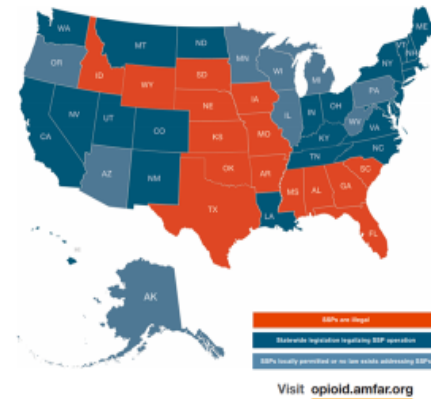 WA
MT
ND
MN
ME
VT
NH
OR
ID
WY
SD
WI
MI
NY
NE
IA
PA
NV
UT
CO
IL
IN
OH
WV
VA
CA
KS
MO
KY
NC
TN
AZ
NM
OK
AR
SC
MS
AL
GA
TX
LA
FL
AK
SSPs are illegal
Statewide legislation legalizing SSP operation
SSPs locally permitted or no law exists addressing SSPs
Visit opioid.amfar.org